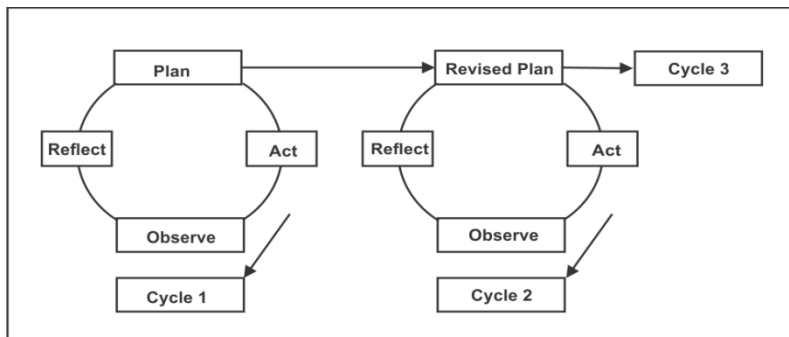 Plan
Revised Plan
Cycle 3
Reflect
Act
Reflect
Act
Observe
Observe
Cycle 1
Cycle 2